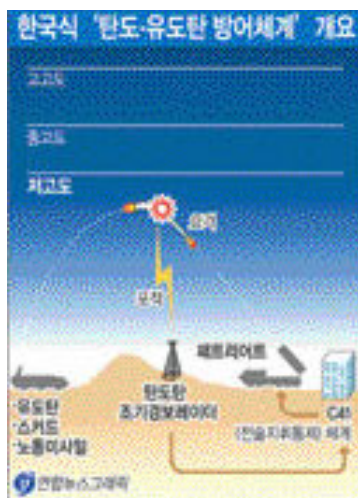 한국식 '탄도·유도탄 방어체계' 개요
고고도
중고도
저고도
요격
포착
패트리어트
·유도탄
·스커드
·노동미사일
탄도탄
조기경보레이더
C4I
(전술지휘통제) 체계
연합뉴스그래픽